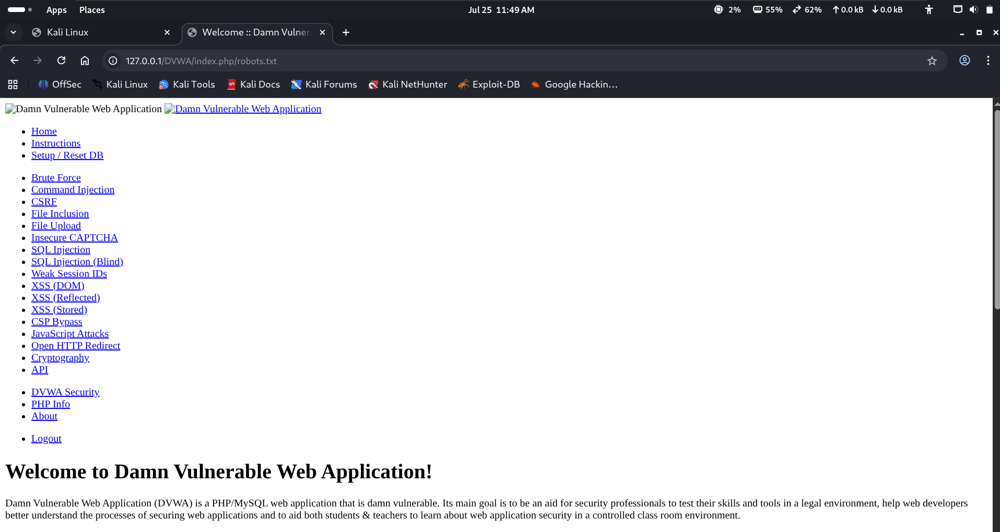 Apps Places Jul 25 11:49 AM 2% 55% 62% 0.0 kB 0.0 kB
Kali Linux Welcome :: Damn Vulner
127.0.0.1/DVWA/index.php/robots.txt
OffSec Kali Linux Kali Tools Kali Docs Kali Forums Kali NetHunter Exploit-DB Google Hackin…
Damn Vulnerable Web Application Damn Vulnerable Web Application
Home
Instructions
Setup / Reset DB
Brute Force
Command Injection
CSRF
File Inclusion
File Upload
Insecure CAPTCHA
SQL Injection
SQL Injection (Blind)
Weak Session IDs
XSS (DOM)
XSS (Reflected)
XSS (Stored)
CSP Bypass
JavaScript Attacks
Open HTTP Redirect
Cryptography
API
DVWA Security
PHP Info
About
Logout
Welcome to Damn Vulnerable Web Application!
Damn Vulnerable Web Application (DVWA) is a PHP/MySQL web application that is damn vulnerable. Its main goal is to be an aid for security professionals to test their skills and tools in a legal environment, help web developers
better understand the processes of securing web applications and to aid both students & teachers to learn about web application security in a controlled class room environment.